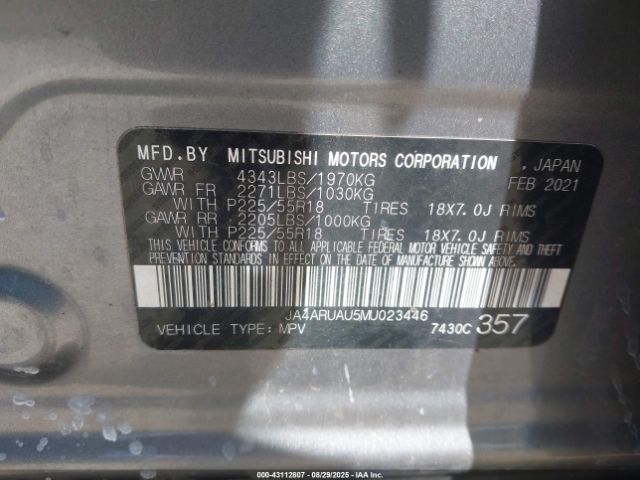 MFD.BY MITSUBISHI MOTORS CORPORATION , JAPAN
GVWR 4343LBS/1970KG FEB 2021
GAWR FR 2271LBS/1030KG
WITH P225/55R18 TIRES 18X7.0J RIMS
GAWR RR 2205LBS/1000KG
WITH P225/55R18 TIRES 18X7.0J RIMS
THIS VEHICLE CONFORMS TO ALL APPLICABLE FEDERAL MOTOR VEHICLE SAFETY AND THEFT
PREVENTION STANDARDS IN EFFECT ON THE DATE OF MANUFACTURE SHOWN ABOVE.
JA4ARUAU5MU023446
VEHICLE TYPE: MPV 7430C 357
000-43112807 - 08/29/2025 - IAAI.com